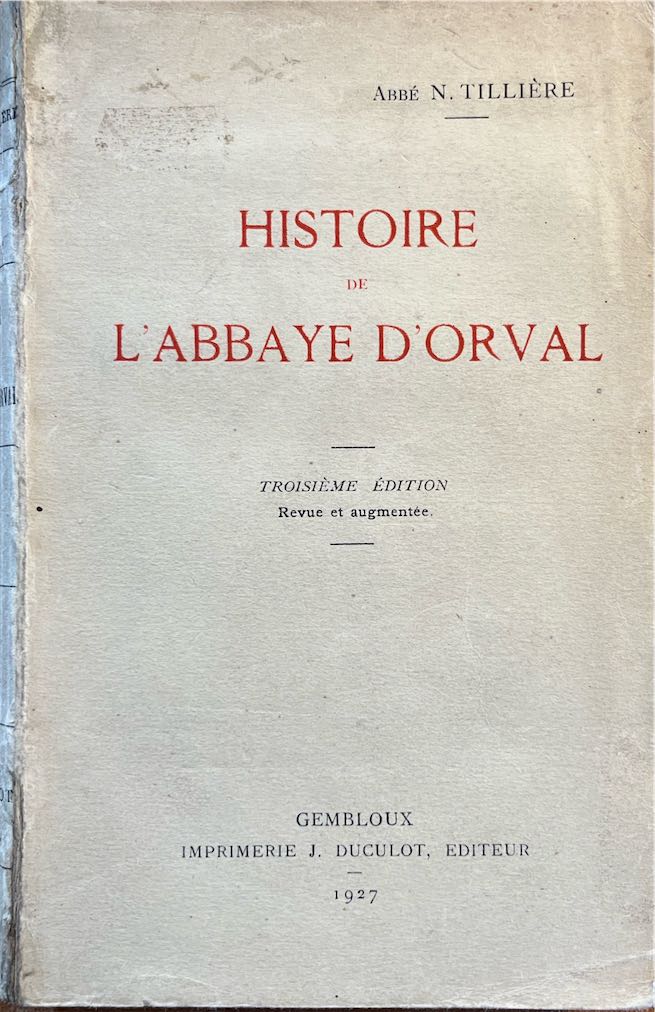 Abbé N. TILLIÈRE
HISTOIRE
DE
L'ABBAYE D'ORVAL
TROISIÈME ÉDITION
Revue et augmentée.
GEMBLOUX
IMPRIMERIE J. DUCULOT, EDITEUR
1927